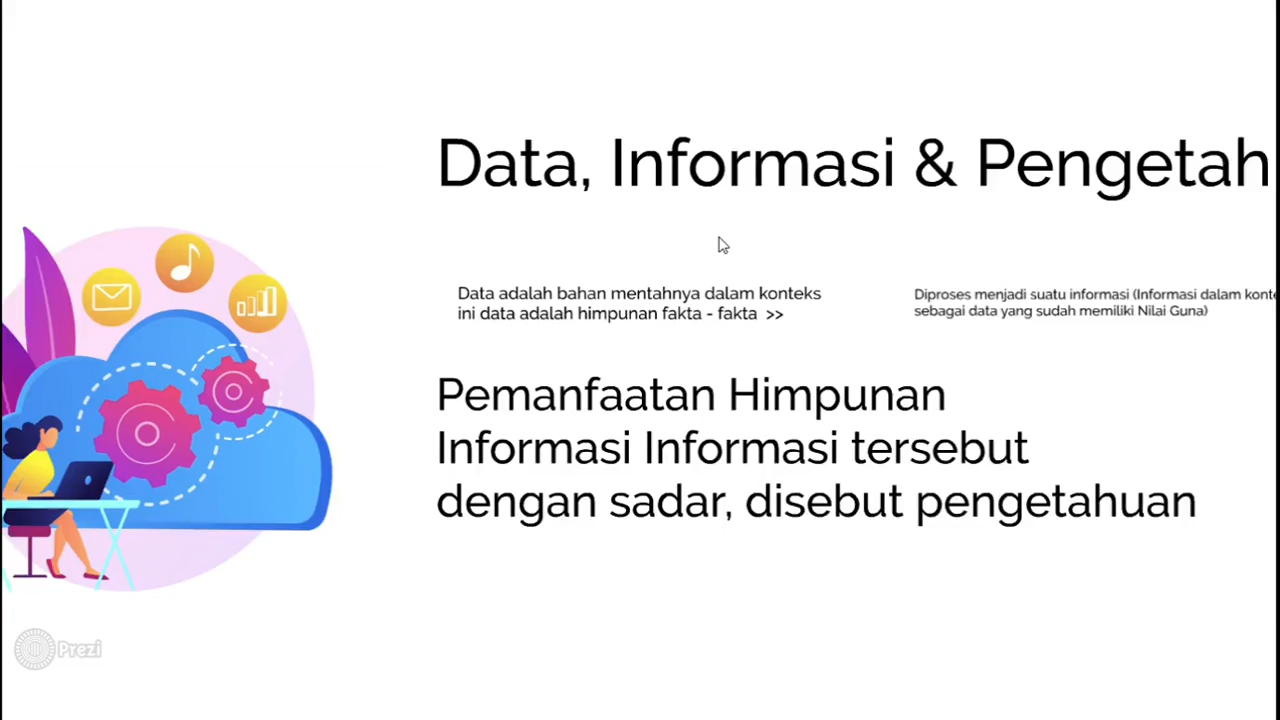 Data, Informasi & Pengetah
Data adalah bahan mentahnya dalam konteks
ini data adalah himpunan fakta - fakta >>
Diproses menjadi suatu informasi (Informasi dalam konte
sebagai data yang sudah memiliki Nilai Guna)
Pemanfaatan Himpunan
Informasi Informasi tersebut
dengan sadar, disebut pengetahuan
Prezi